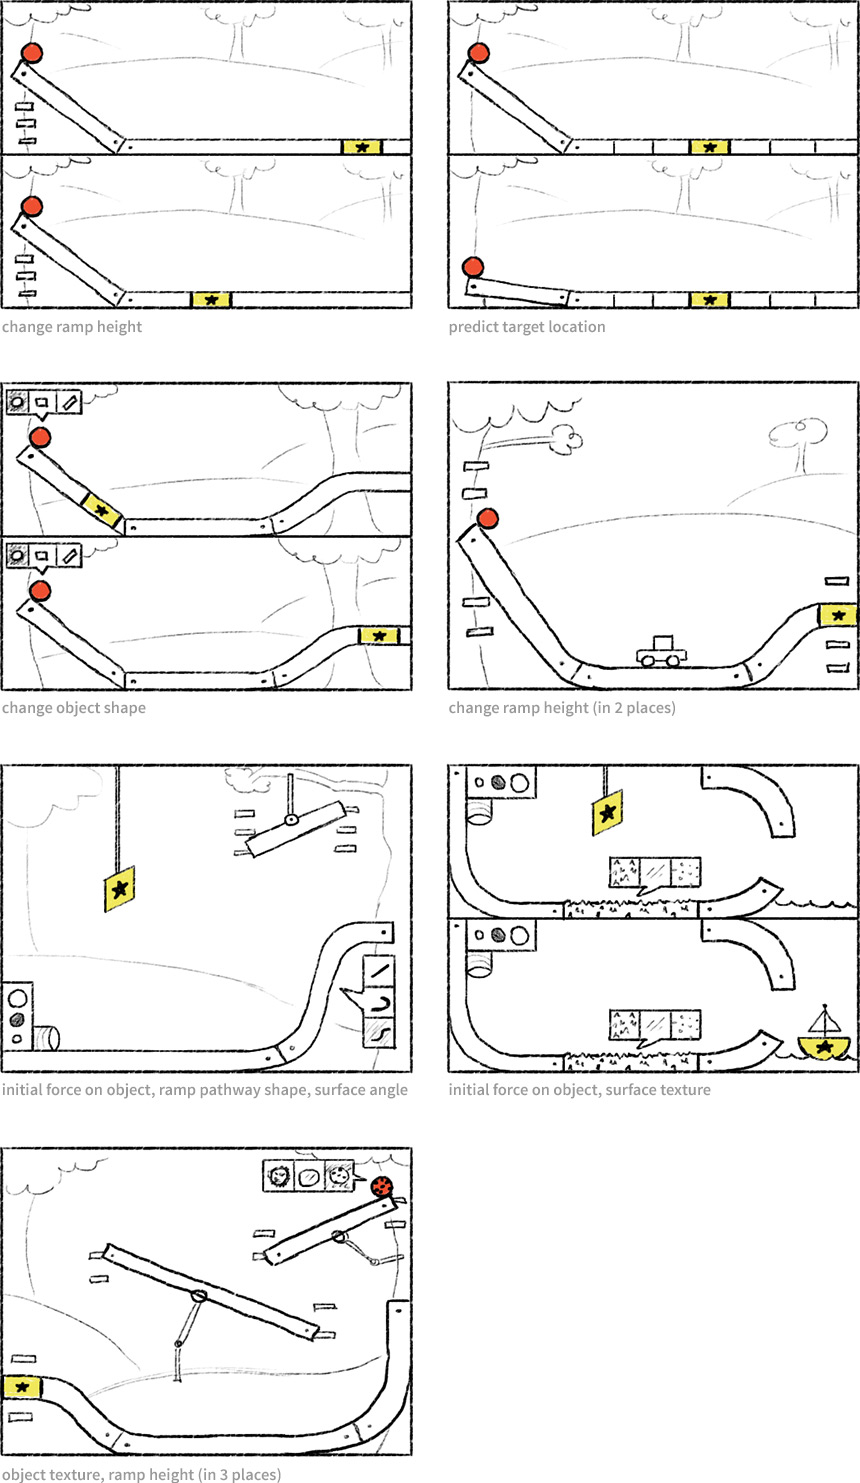 change ramp height
predict target location
change object shape
change ramp height (in 2 places)
initial force on object, ramp pathway shape, surface angle
initial force on object, surface texture
object texture, ramp height (in 3 places)